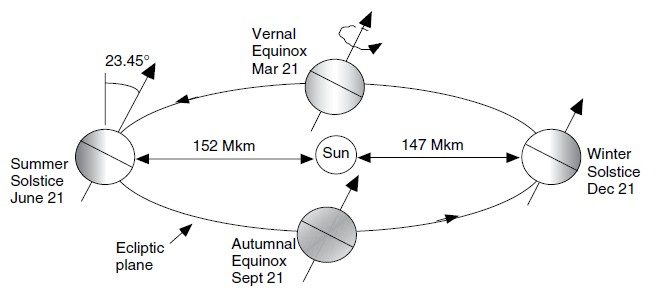 Vernal
Equinox
Mar 21
23.45°
152 Mkm
Sun
147 Mkm
Summer
Solstice
June 21
Winter
Solstice
Dec 21
Ecliptic
plane
Autumnal
Equinox
Sept 21